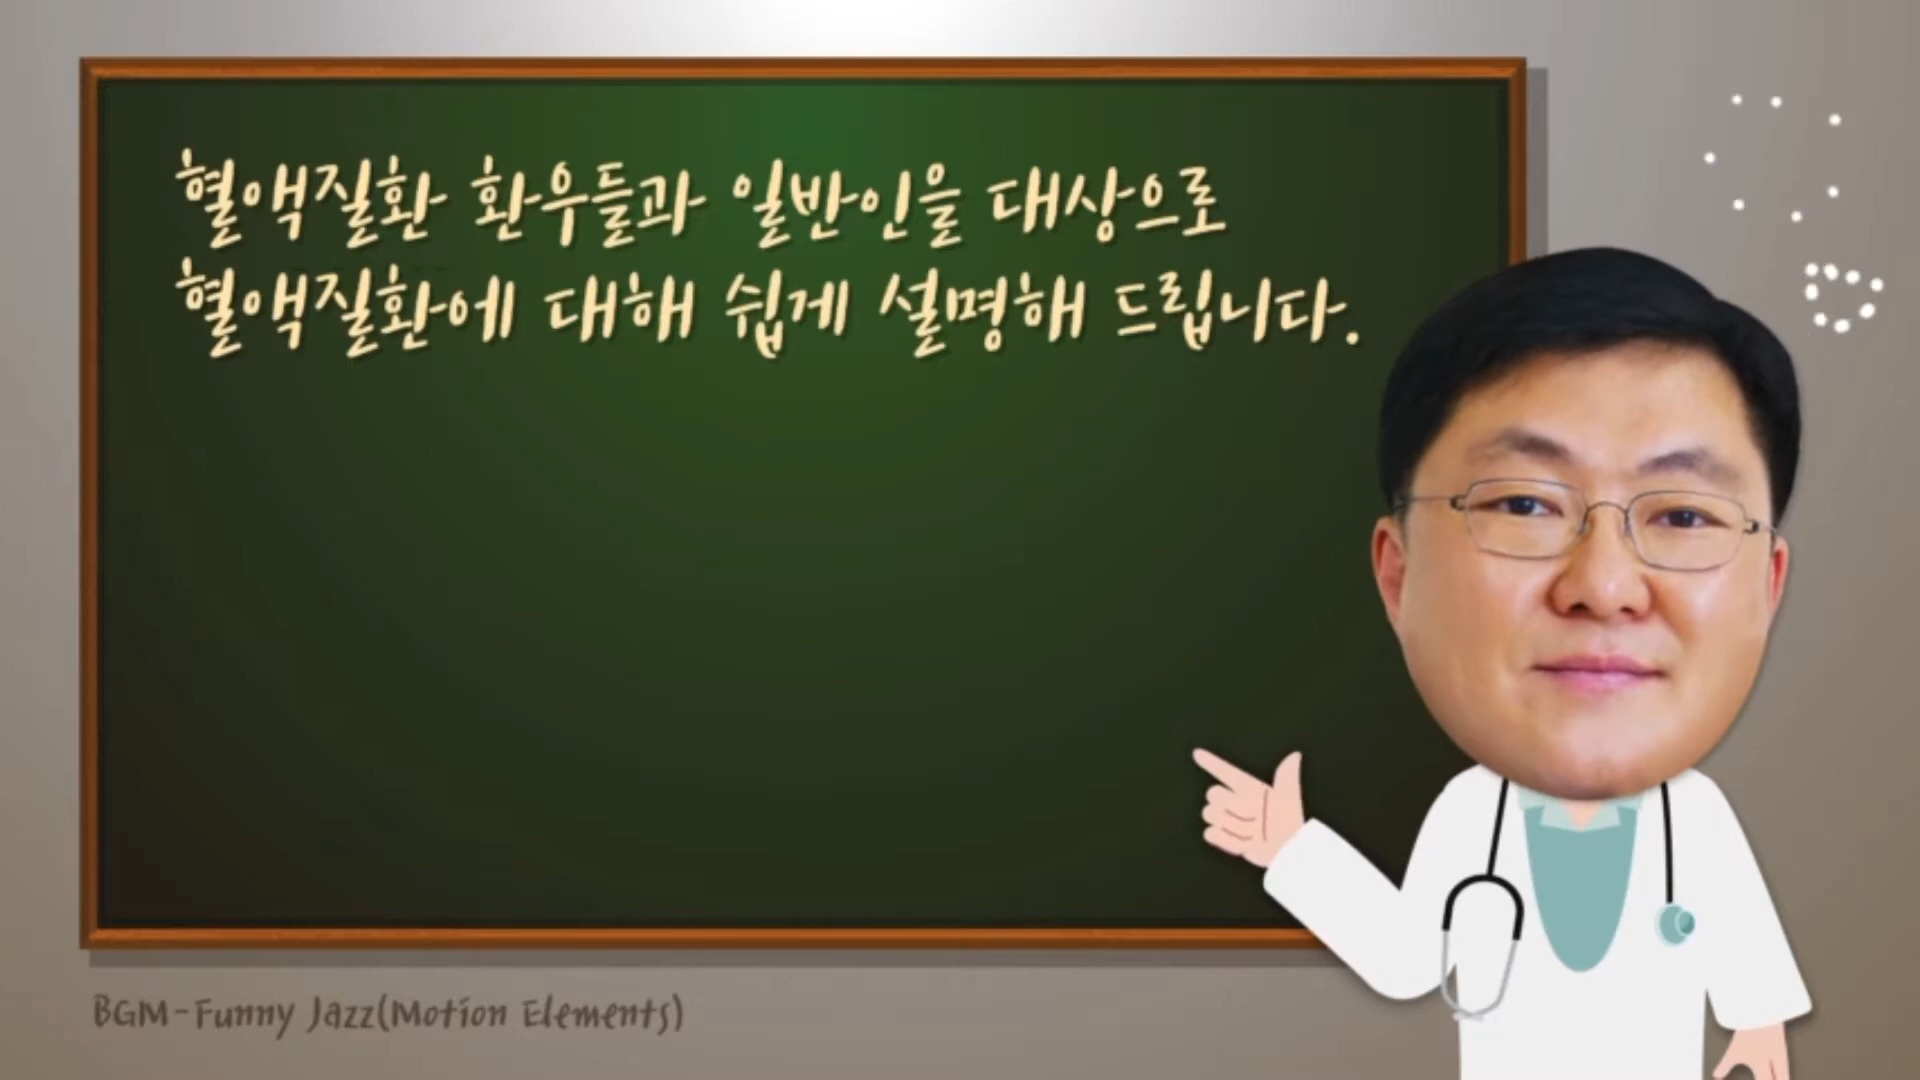 혈액질환 환우들과 일반인을 대상으로
혈액질환에 대해 쉽게 설명해 드립니다.
BGM-Funny Jazz(Motion Elements)